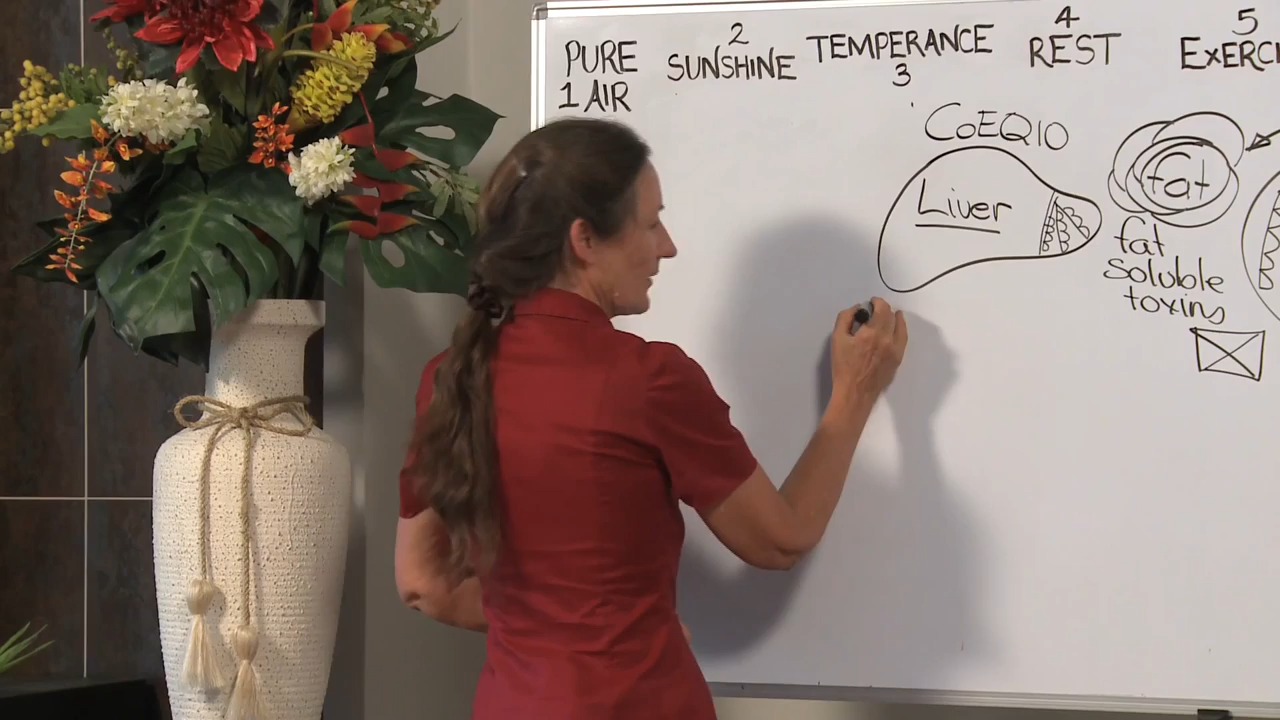 PURE
1 AIR
2
SUNSHINE
TEMPERANCE
3
4
REST
5
EXERCI
COEQ10
Liver
fat
fat
soluble
toxins